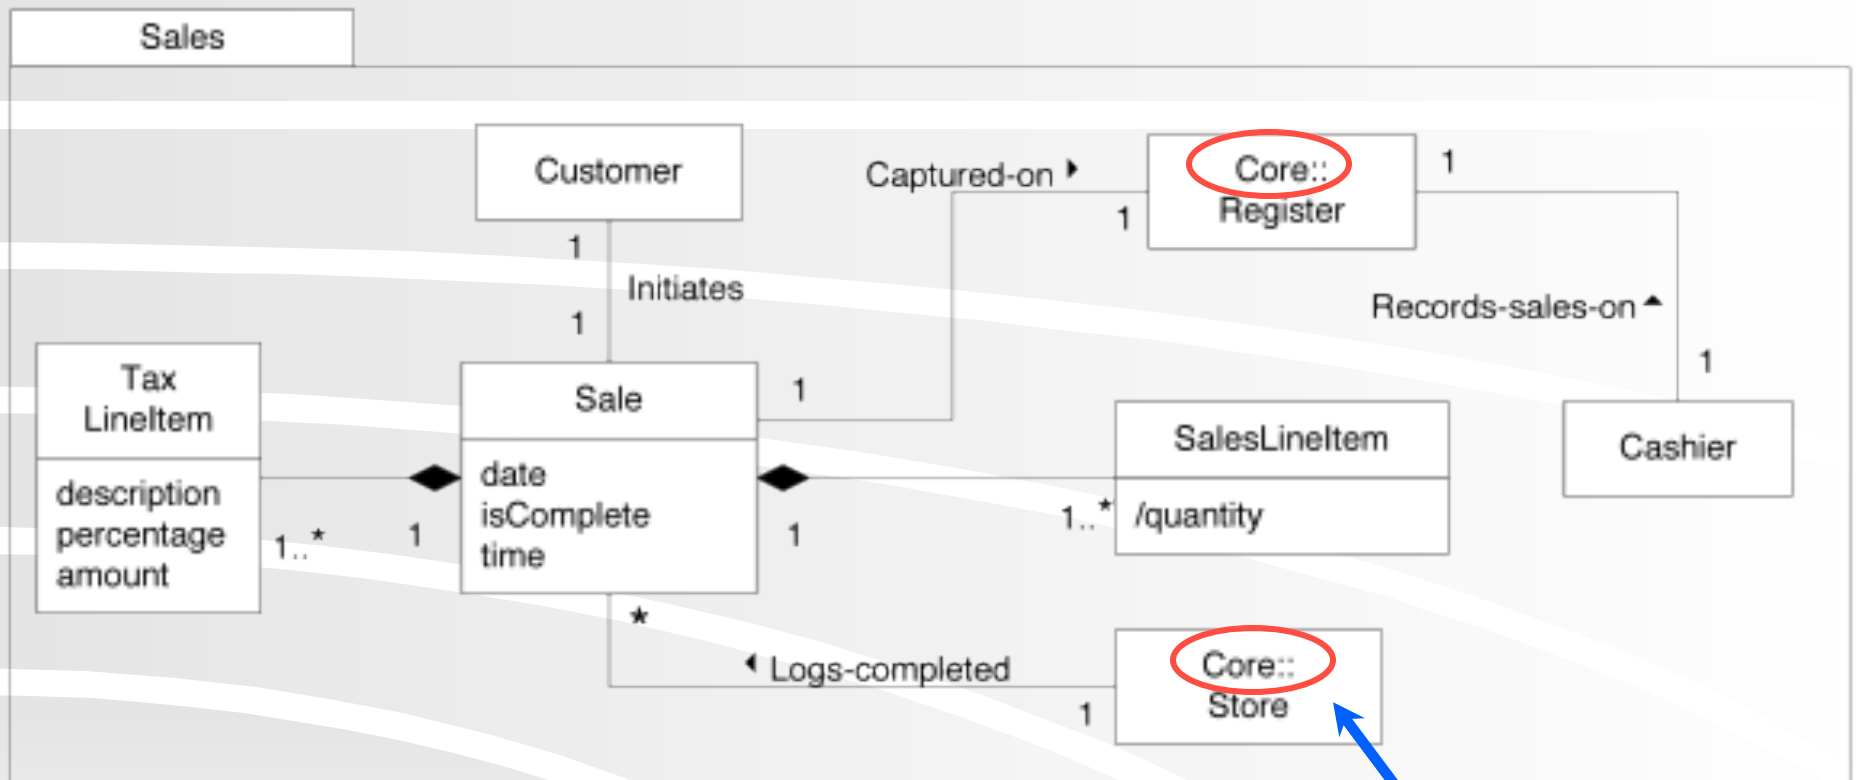 Sales
Customer
1
Initiates
1
Captured-on
1
Core::
Register
1
Records-sales-on
1
Cashier
Tax
LineItem
description
percentage
amount
1..*
1
Sale
date
isComplete
time
1
1
1..*
SalesLineItem
/quantity
*
Logs-completed
1
Core::
Store